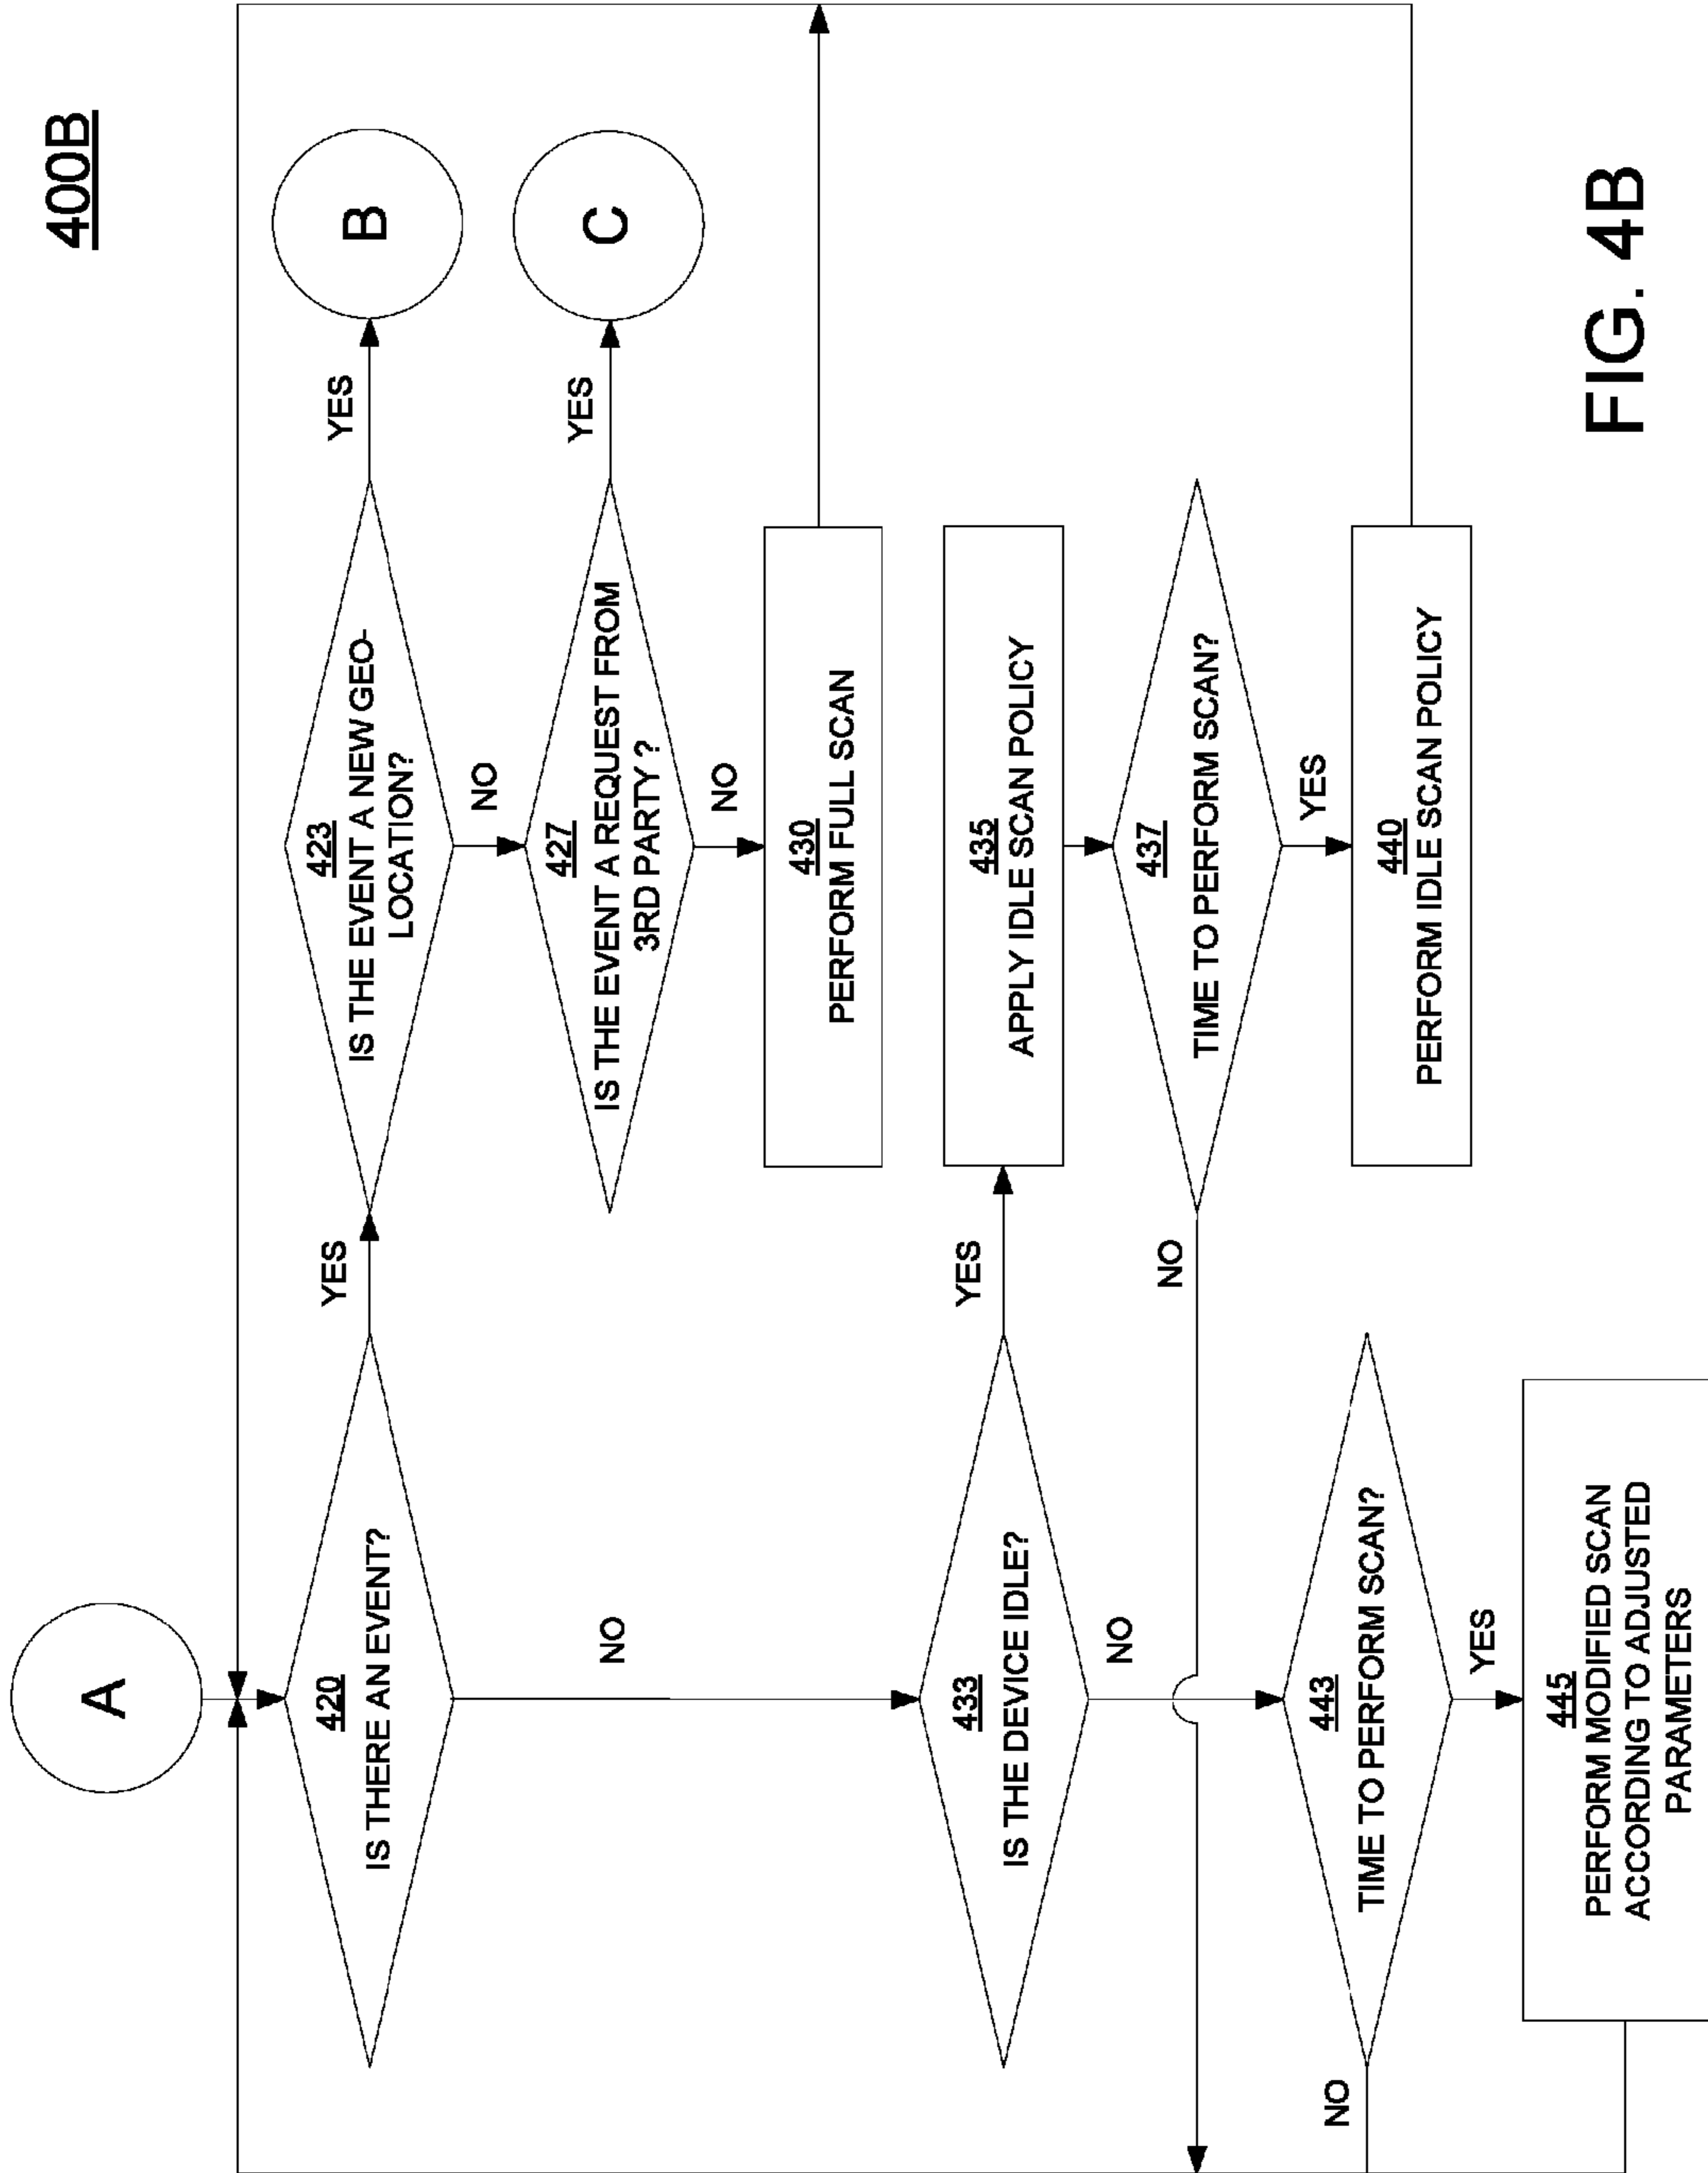 400B
A
420
IS THERE AN EVENT?
YES
423
IS THE EVENT A NEW GEO-
LOCATION?
YES
B
NO
NO
427
IS THE EVENT A REQUEST FROM
3RD PARTY ?
YES
C
NO
430
PERFORM FULL SCAN
433
IS THE DEVICE IDLE?
YES
435
APPLY IDLE SCAN POLICY
NO
437
TIME TO PERFORM SCAN?
NO
YES
440
PERFORM IDLE SCAN POLICY
443
TIME TO PERFORM SCAN?
NO
YES
445
PERFORM MODIFIED SCAN
ACCORDING TO ADJUSTED
PARAMETERS
FIG. 4B